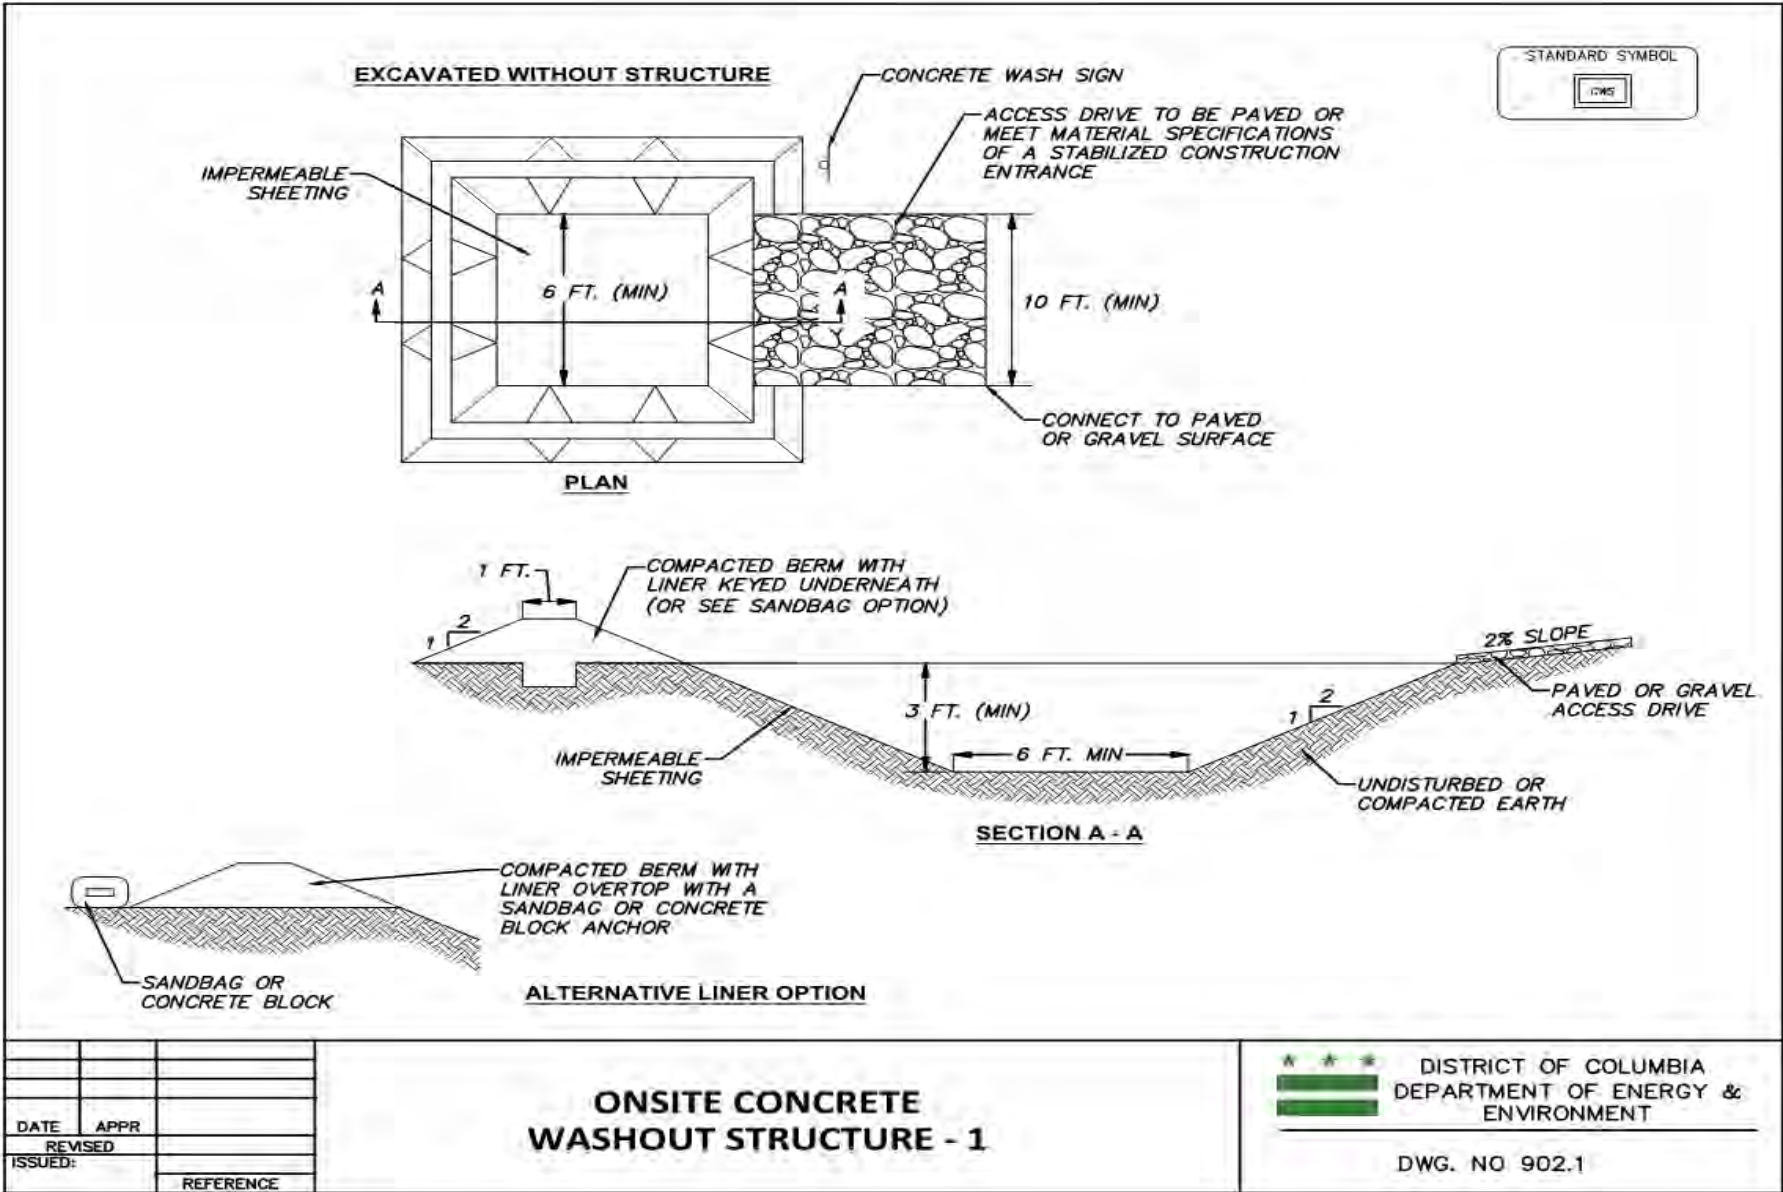 EXCAVATED WITHOUT STRUCTURE
CONCRETE WASH SIGN
STANDARD SYMBOL
CWS
ACCESS DRIVE TO BE PAVED OR
MEET MATERIAL SPECIFICATIONS
OF A STABILIZED CONSTRUCTION
ENTRANCE
IMPERMEABLE
SHEETING
A
6 FT. (MIN)
A
10 FT. (MIN)
CONNECT TO PAVED
OR GRAVEL SURFACE
PLAN
1 FT.
COMPACTED BERM WITH
LINER KEYED UNDERNEATH
(OR SEE SANDBAG OPTION)
2
1
2% SLOPE
3 FT. (MIN)
2
1
PAVED OR GRAVEL
ACCESS DRIVE
6 FT. MIN
IMPERMEABLE
SHEETING
UNDISTURBED OR
COMPACTED EARTH
SECTION A - A
COMPACTED BERM WITH
LINER OVERTOP WITH A
SANDBAG OR CONCRETE
BLOCK ANCHOR
SANDBAG OR
CONCRETE BLOCK
ALTERNATIVE LINER OPTION
DATE APPR
REVISED
ISSUED:
REFERENCE
ONSITE CONCRETE
WASHOUT STRUCTURE - 1
DISTRICT OF COLUMBIA
DEPARTMENT OF ENERGY &
ENVIRONMENT
DWG. NO 902.1